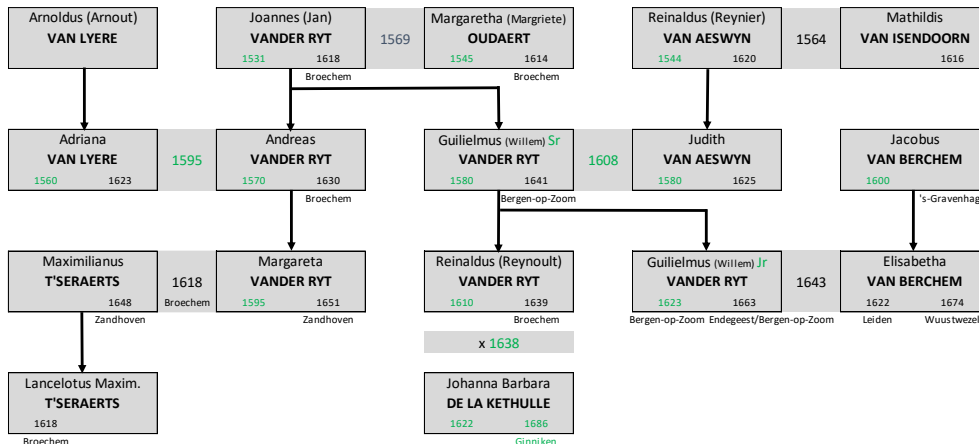 Arnoldus (Arnout)
VAN LYERE
Joannes (Jan)
VANDER RYT
1531 1618
Broechem
1569
Margaretha (Margriete)
OUDAERT
1545 1614
Broechem
Reinaldus (Reynier)
VAN AESWYN
1544 1620
1564
Mathildis
VAN ISENDOORN
1616
Adriana
VAN LYERE
1560 1623
1595
Andreas
VANDER RYT
1570 1630
Broechem
Guilielmus (Willem) Sr
VANDER RYT
1580 1641
Bergen-op-Zoom
1608
Judith
VAN AESWYN
1580 1625
Jacobus
VAN BERCHEM
1600
's-Gravenhag
Maximilianus
T'SERAERTS
1648
Zandhoven
1618
Broechem
Margareta
VANDER RYT
1595 1651
Zandhoven
Reinaldus (Reynoult)
VANDER RYT
1610 1639
Broechem
Guilielmus (Willem) Jr
VANDER RYT
1623 1663
Bergen-op-Zoom Endegeest/Bergen-op-Zoom
1643
Elisabetha
VAN BERCHEM
1622 1674
Leiden Wuustwezel
x 1638
Lancelotus Maxim.
T'SERAERTS
1618
Broechem
Johanna Barbara
DE LA KETHULLE
1622 1686
Ginniken